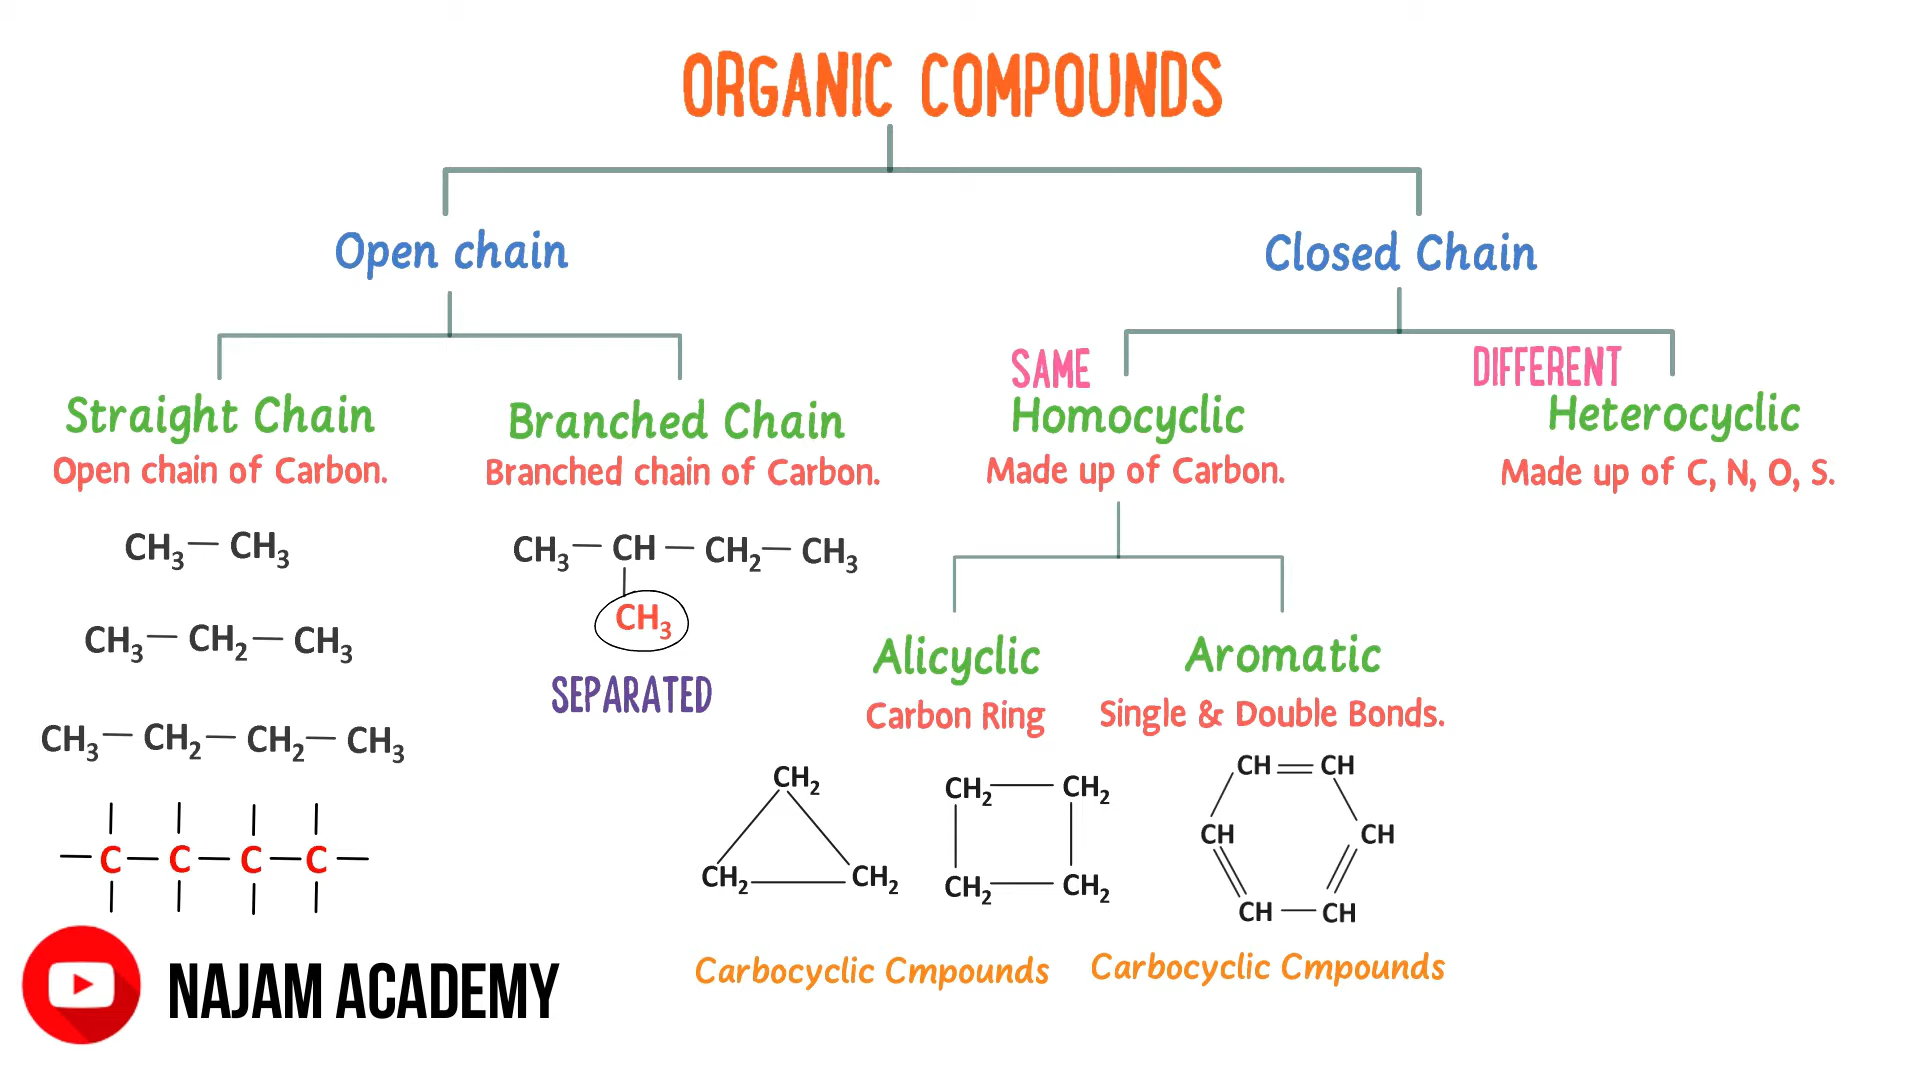 ORGANIC COMPOUNDS
Open chain
Closed Chain
Straight Chain
Open chain of Carbon.
CH₃ — CH₃
CH₃ — CH₂ — CH₃
CH₃ — CH₂ — CH₂ — CH₃
— C — C — C — C —
Branched Chain
Branched chain of Carbon.
CH₃ — CH — CH₂ — CH₃
CH₃
SEPARATED
SAME
Homocyclic
Made up of Carbon.
DIFFERENT
Heterocyclic
Made up of C, N, O, S.
Alicyclic
Carbon Ring
CH₂
CH₂ CH₂
CH₂ CH₂
CH₂ CH₂
Carbocyclic Cmpounds
Aromatic
Single & Double Bonds.
CH CH
CH CH
CH CH
Carbocyclic Cmpounds
NAJAM ACADEMY